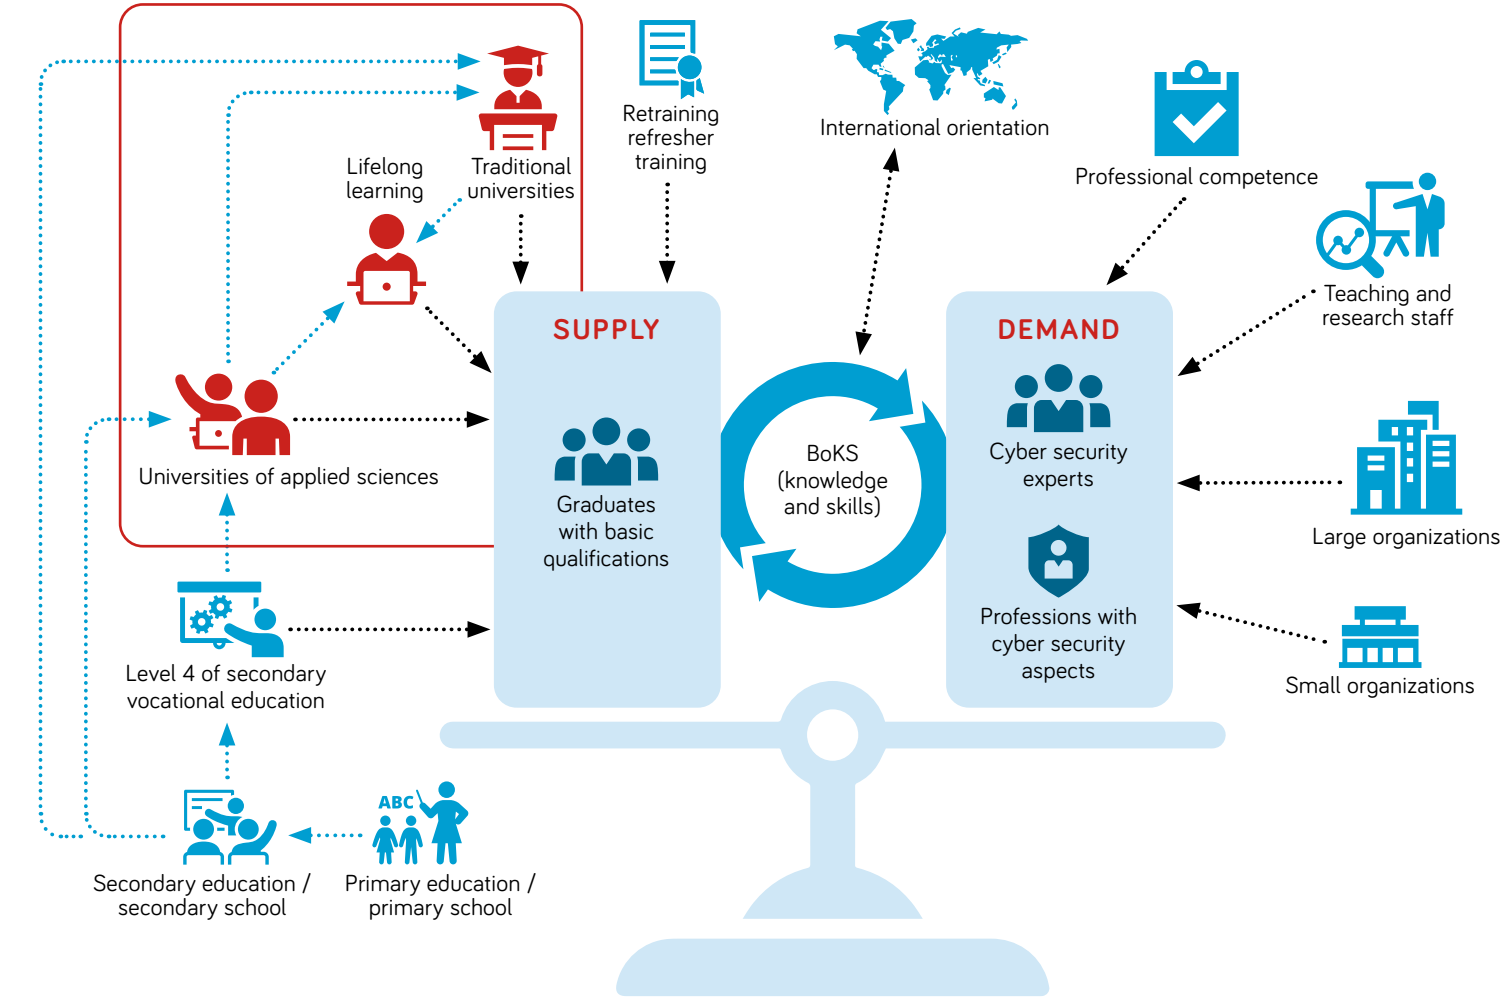 Retraining
refresher
training
International orientation
Professional competence
Lifelong
learning
Traditional
universities
Teaching and
research staff
SUPPLY
DEMAND
Graduates
with basic
qualifications
BoKS
(knowledge
and skills)
Cyber security
experts
Professions with
cyber security
aspects
Universities of applied sciences
Large organizations
Level 4 of secondary
vocational education
Small organizations
ABC
Secondary education /
secondary school
Primary education /
primary school